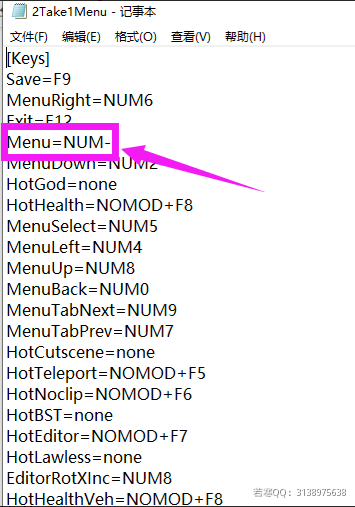 2Take1Menu - 记事本
文件(F) 编辑(E) 格式(O) 查看(V) 帮助(H)
[Keys]
Save=F9
MenuRight=NUM6
Exit=F12
Menu=NUM-
MenuDown=NUM2
HotGod=none
HotHealth=NOMOD+F8
MenuSelect=NUM5
MenuLeft=NUM4
MenuUp=NUM8
MenuBack=NUM0
MenuTabNext=NUM9
MenuTabPrev=NUM7
HotCutscene=none
HotTeleport=NOMOD+F5
HotNoclip=NOMOD+F6
HotBST=none
HotEditor=NOMOD+F7
HotLawless=none
EditorRotXInc=NUM8
HotHealthVeh=NOMOD+F8
若寒QQ：3138975638